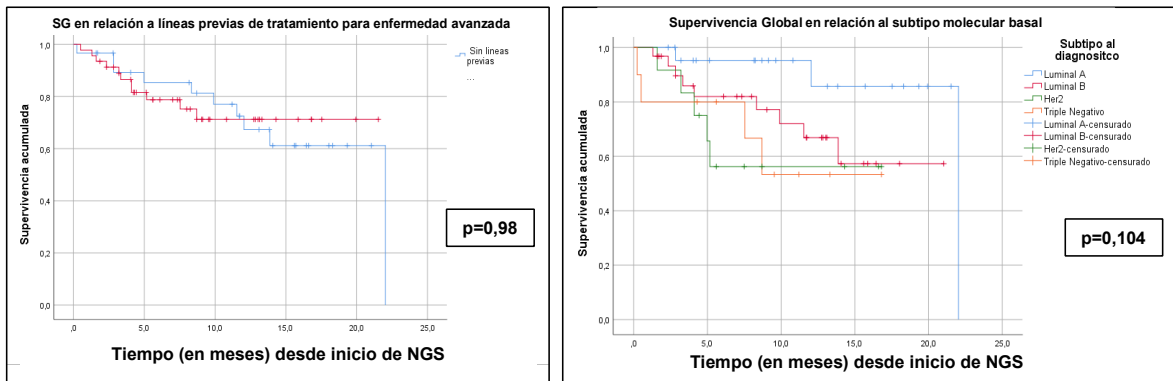 SG en relación a líneas previas de tratamiento para enfermedad avanzada
Supervivencia acumulada
1,0
0,8
0,6
0,4
0,2
0,0
,0
5,0
10,0
15,0
20,0
25,0
Sin lineas
previas
...
p=0,98
Tiempo (en meses) desde inicio de NGS
Supervivencia Global en relación al subtipo molecular basal
Supervivencia acumulada
1,0
0,8
0,6
0,4
0,2
0,0
,0
5,0
10,0
15,0
20,0
25,0
Subtipo al
diagnositco
Luminal A
Luminal B
Her2
Triple Negativo
Luminal A-censurado
Luminal B-censurado
Her2-censurado
Triple Negativo-censurado
p=0,104
Tiempo (en meses) desde inicio de NGS